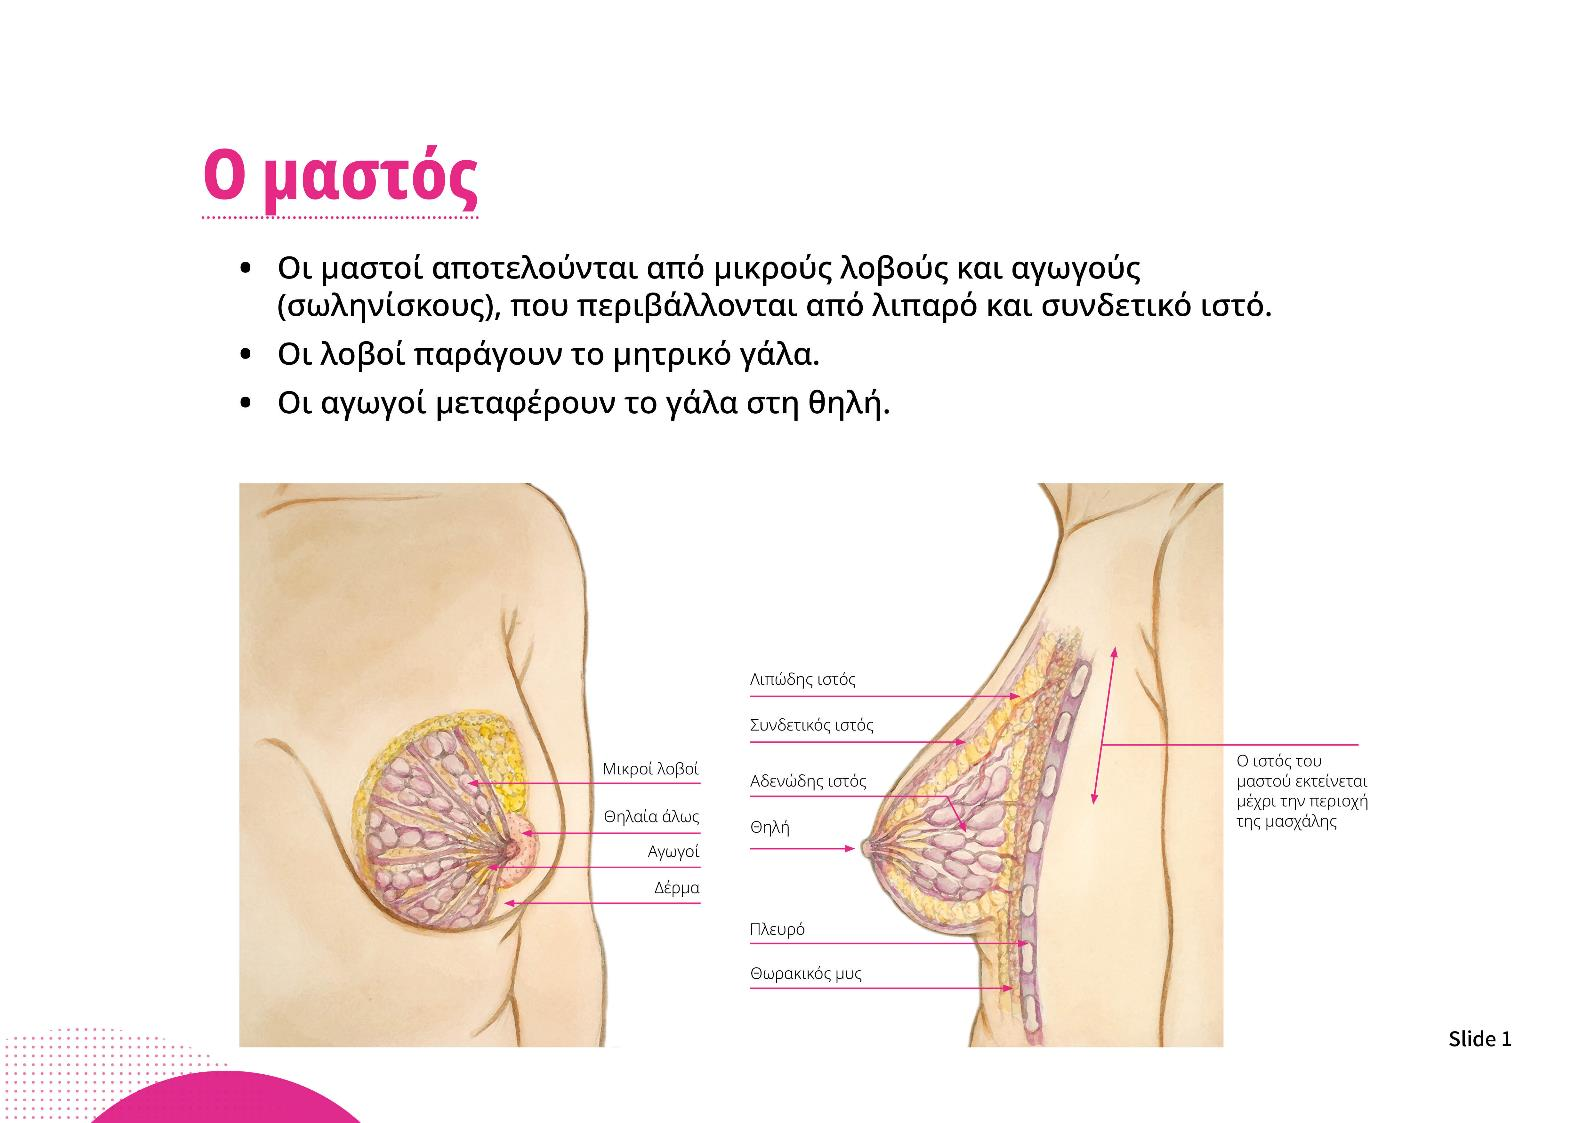 Ο μαστός
• Οι μαστοί αποτελούνται από μικρούς λοβούς και αγωγούς
(σωληνίσκους), που περιβάλλονται από λιπαρό και συνδετικό ιστό.
• Οι λοβοί παράγουν το μητρικό γάλα.
• Οι αγωγοί μεταφέρουν το γάλα στη θηλή.
Μικροί λοβοί
Θηλαία άλως
Αγωγοί
Δέρμα
Λιπώδης ιστός
Συνδετικός ιστός
Αδενώδης ιστός
Θηλή
Πλευρό
Θωρακικός μυς
Ο ιστός του
μαστού εκτείνεται
μέχρι την περιοχή
της μασχάλης
Slide 1